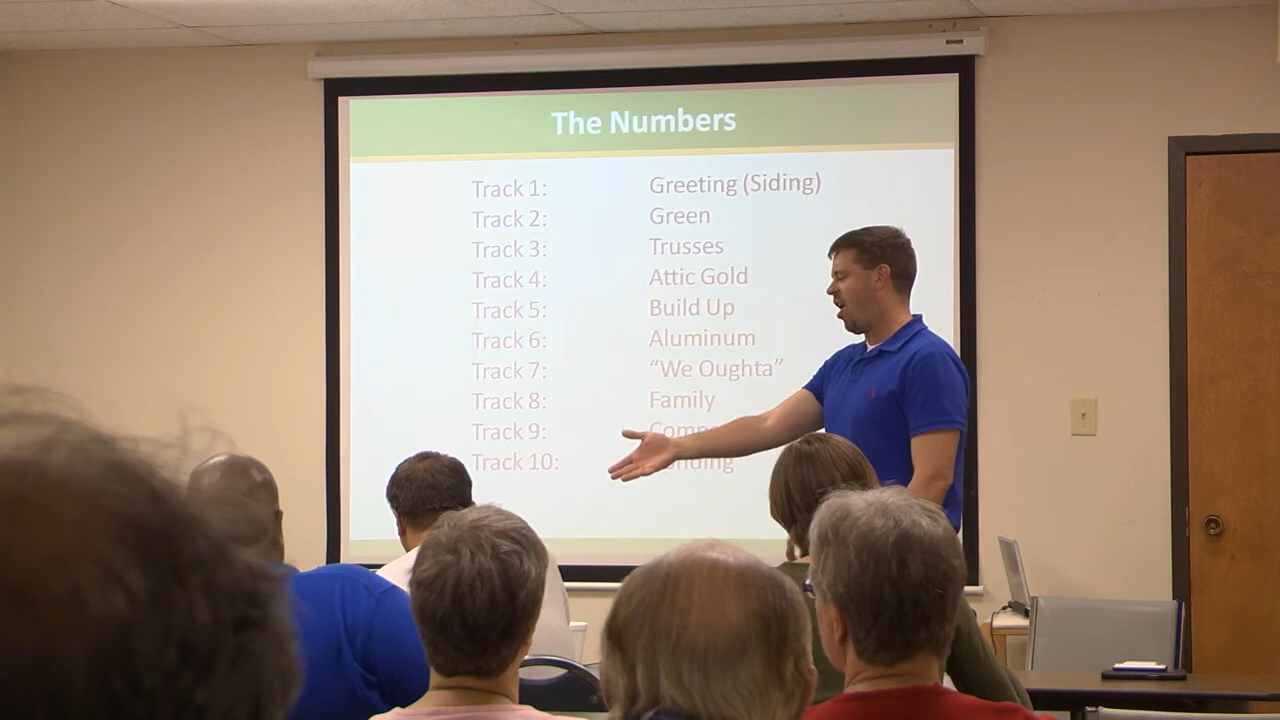 The Numbers
Track 1: Greeting (Siding)
Track 2: Green
Track 3: Trusses
Track 4: Attic Gold
Track 5: Build Up
Track 6: Aluminum
Track 7: “We Oughta”
Track 8: Family
Track 9:
Track 10: